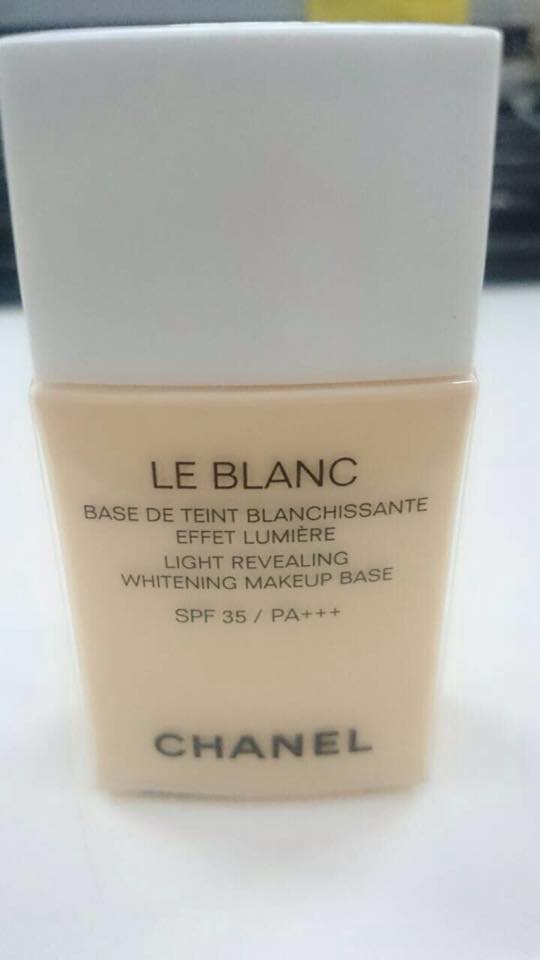 LE BLANC
BASE DE TEINT BLANCHISSANTE
EFFET LUMIÈRE
LIGHT REVEALING
WHITENING MAKEUP BASE
SPF 35 / PA+++
CHANEL